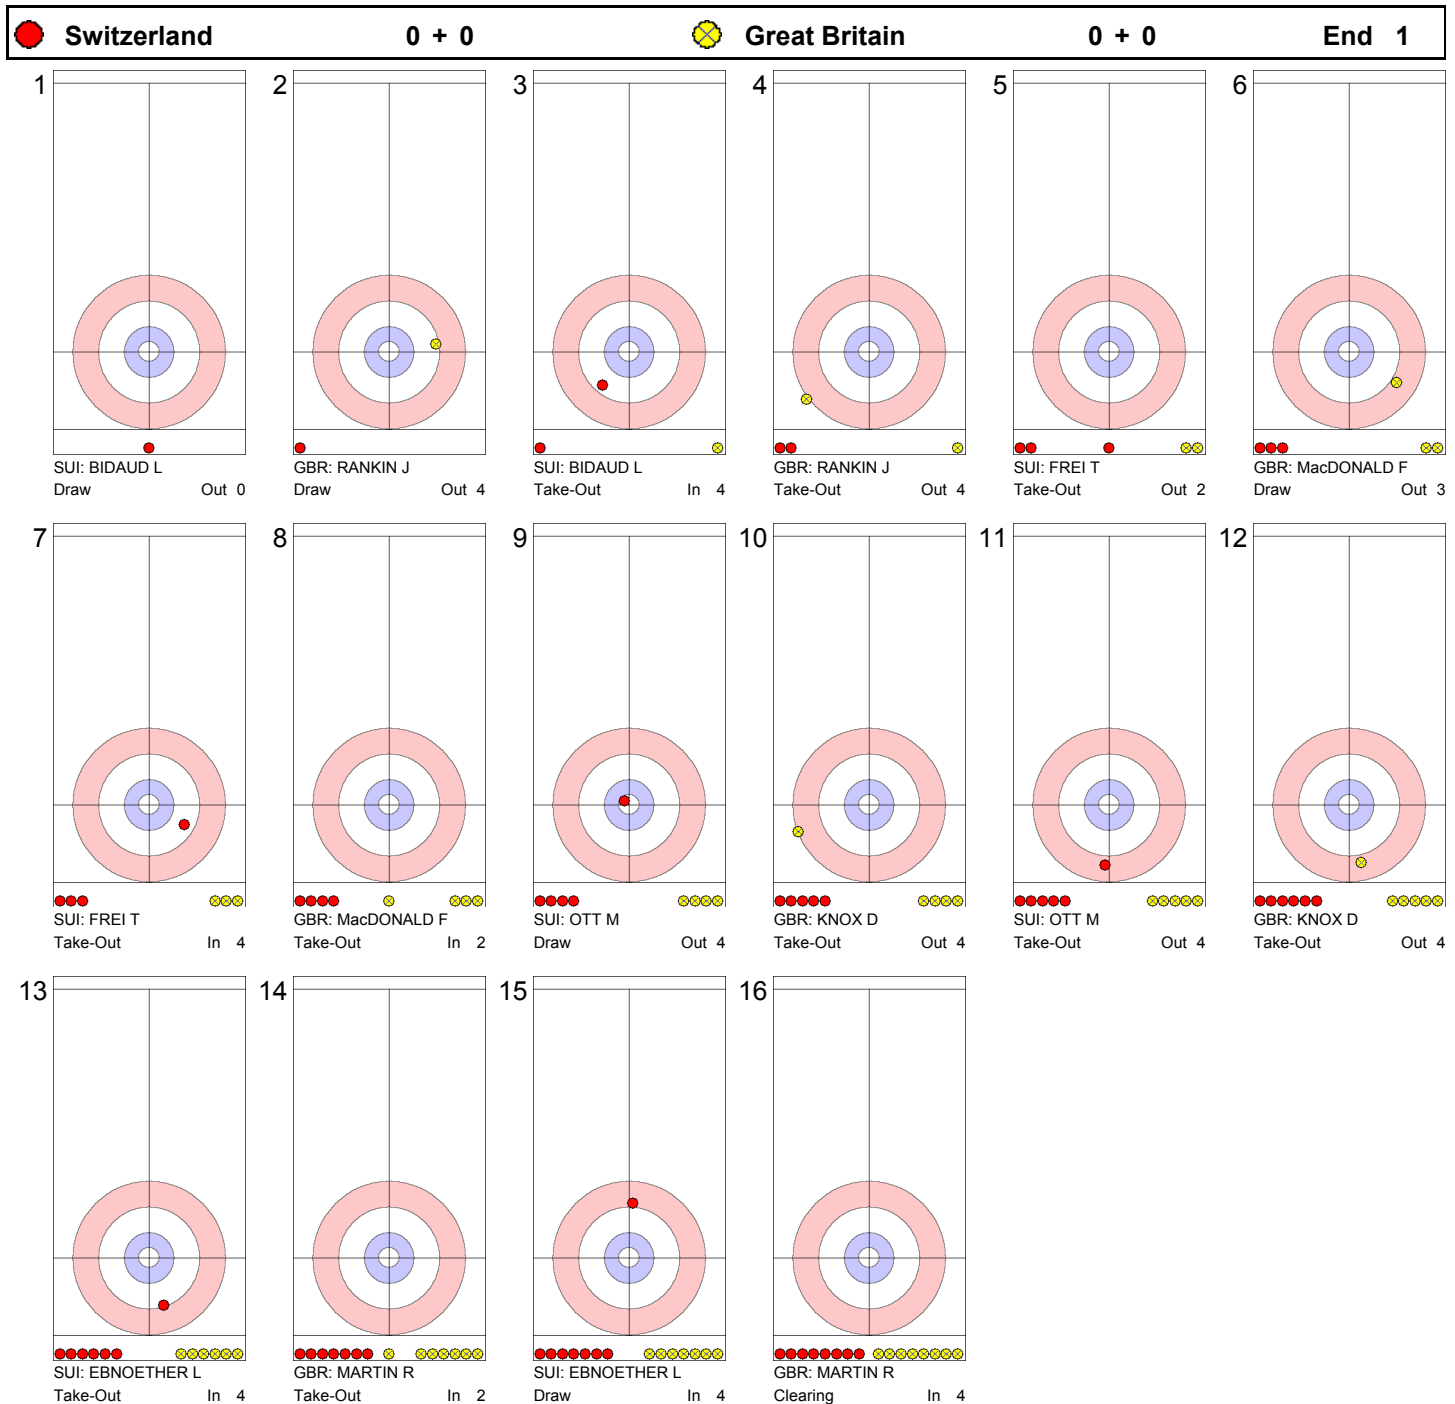 Switzerland 0 + 0 Great Britain 0 + 0 End 1
1 2 3 4 5 6
SUI: BIDAUD L GBR: RANKIN J SUI: BIDAUD L GBR: RANKIN J SUI: FREI T GBR: MacDONALD F
Draw Out 0 Draw Out 4 Take-Out In 4 Take-Out Out 4 Take-Out Out 2 Draw Out 3
7 8 9 10 11 12
SUI: FREI T GBR: MacDONALD F SUI: OTT M GBR: KNOX D SUI: OTT M GBR: KNOX D
Take-Out In 4 Take-Out In 2 Draw Out 4 Take-Out Out 4 Take-Out Out 4 Take-Out Out 4
13 14 15 16
SUI: EBNOETHER L GBR: MARTIN R SUI: EBNOETHER L GBR: MARTIN R
Take-Out In 4 Take-Out In 2 Draw In 4 Clearing In 4